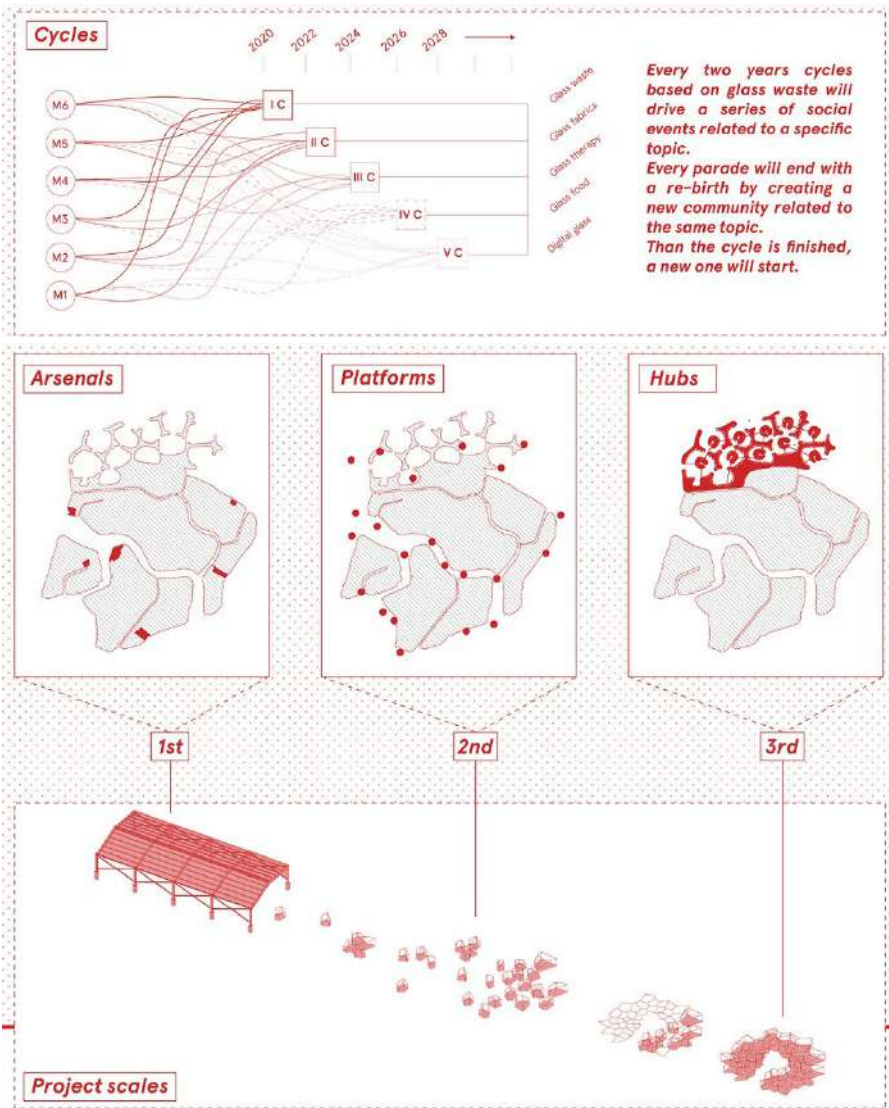 Cycles
2020
2022
2024
2026
2028
M6
M5
M4
M3
M2
M1
I C
II C
III C
IV C
V C
Glass waste
Glass fabrics
Glass therapy
Glass food
Digital glass
Every two years cycles
based on glass waste will
drive a series of social
events related to a specific
topic.
Every parade will end with
a re-birth by creating a
new community related to
the same topic.
Than the cycle is finished,
a new one will start.
Arsenals
Platforms
Hubs
1st
2nd
3rd
Project scales